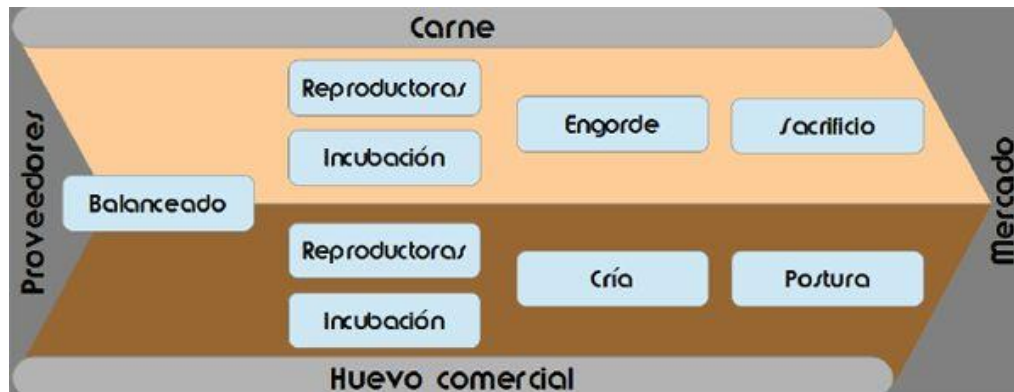 Carne
Proveedores
Balanceado
Reproductoras
Incubación
Engorde
Sacrificio
Reproductoras
Incubación
Cría
Postura
Mercado
Huevo comercial